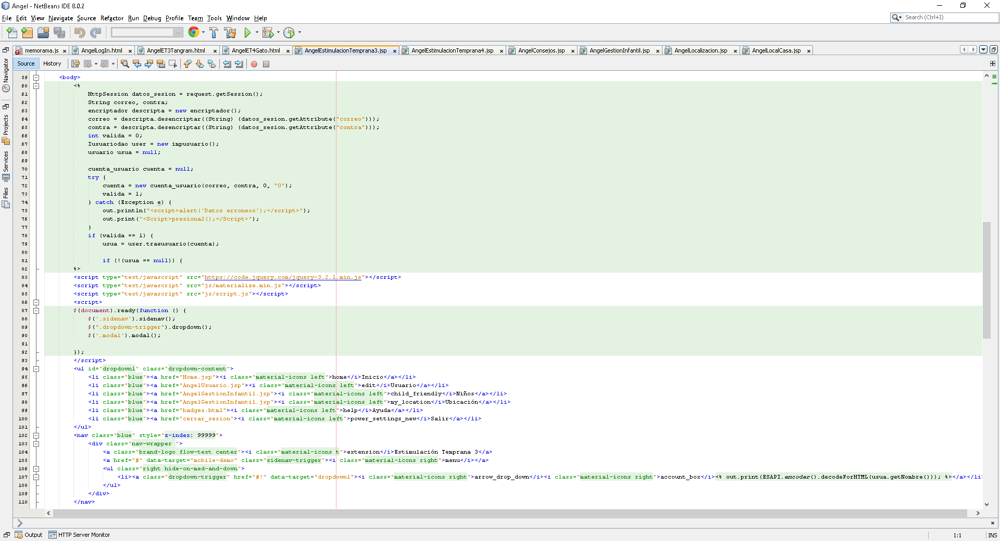 Angel - NetBeans IDE 8.0.2
File Edit View Navigate Source Refactor Run Debug Profile Team Tools Window Help
Search (Ctrl+I)
memorama.js AngelLogIn.html AngelET3Tangram.html AngelET4Gato.html AngelEstimulacionTemprana3.jsp AngelEstimulacionTemprana4.jsp AngelConsejos.jsp AngelGestionInfantil.jsp AngelLocalizacion.jsp AngelLocalCasa.jsp
Source History
Navigator
Projects
Services
Files
59 <body>
60 <%
61 HttpSession datos_sesion = request.getSession();
62 String correo, contra;
63 encriptador descripta = new encriptador();
64 correo = descripta.desencriptar((String) (datos_sesion.getAttribute("correo")));
65 contra = descripta.desencriptar((String) (datos_sesion.getAttribute("contra")));
66 int valida = 0;
67 Iusuariodao user = new impusuario();
68 usuario usua = null;
69
70 cuenta_usuario cuenta = null;
71 try {
72 cuenta = new cuenta_usuario(correo, contra, 0, "0");
73 valida = 1;
74 } catch (Exception e) {
75 out.println("<script>alert('Datos erroneos');</script>");
76 out.print("<Script>presiona2();</Script>");
77 }
78 if (valida == 1) {
79 usua = user.traeusuario(cuenta);
80
81 if (!(usua == null)) {
82 %>
83 <script type="text/javascript" src="https://code.jquery.com/jquery-3.2.1.min.js"></script>
84 <script type="text/javascript" src="js/materialize.min.js"></script>
85 <script type="text/javascript" src="js/script.js"></script>
86 <script>
87 $(document).ready(function () {
88 $('.sidenav').sidenav();
89 $(".dropdown-trigger").dropdown();
90 $('.modal').modal();
91
92 });
93 </script>
94 <ul id="dropdown1" class="dropdown-content">
95 <li class="blue"><a href="Home.jsp"><i class="material-icons left">home</i>Inicio</a></li>
96 <li class="blue"><a href="AngelUsuario.jsp"><i class="material-icons left">edit</i>Usuario</a></li>
97 <li class="blue"><a href="AngelGestionInfantil.jsp"><i class="material-icons left">child_friendly</i>Niños</a></li>
98 <li class="blue"><a href="AngelGestionInfantil.jsp"><i class="material-icons left">my_location</i>Ubicación</a></li>
99 <li class="blue"><a href="badges.html"><i class="material-icons left">help</i>Ayuda</a></li>
100 <li class="blue"><a href="cerrar_sesion"><i class="material-icons left">power_settings_new</i>Salir</a></li>
101 </ul>
102 <nav class="blue" style="z-index: 99999">
103 <div class="nav-wrapper ">
104 <a class="brand-logo flow-text center"><i class="material-icons t">extension</i>Estimulación Temprana 3</a>
105 <a href="#" data-target="mobile-demo" class="sidenav-trigger"><i class="material-icons right">menu</i></a>
106 <ul class="right hide-on-med-and-down">
107 <li><a class="dropdown-trigger" href="#!" data-target="dropdown1"><i class="material-icons right">arrow_drop_down</i><i class="material-icons right">account_box</i><% out.print(ESAPI.encoder().decodeForHTML(usua.getNombre())); %></a></li
108 </ul>
109 </div>
110 </nav>
Output HTTP Server Monitor
1:1 INS